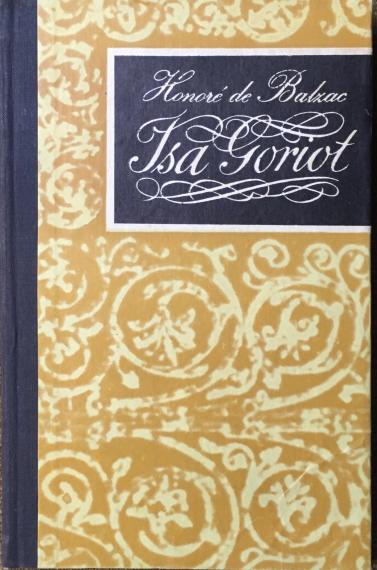 Honoré de Balzac
Isa Goriot